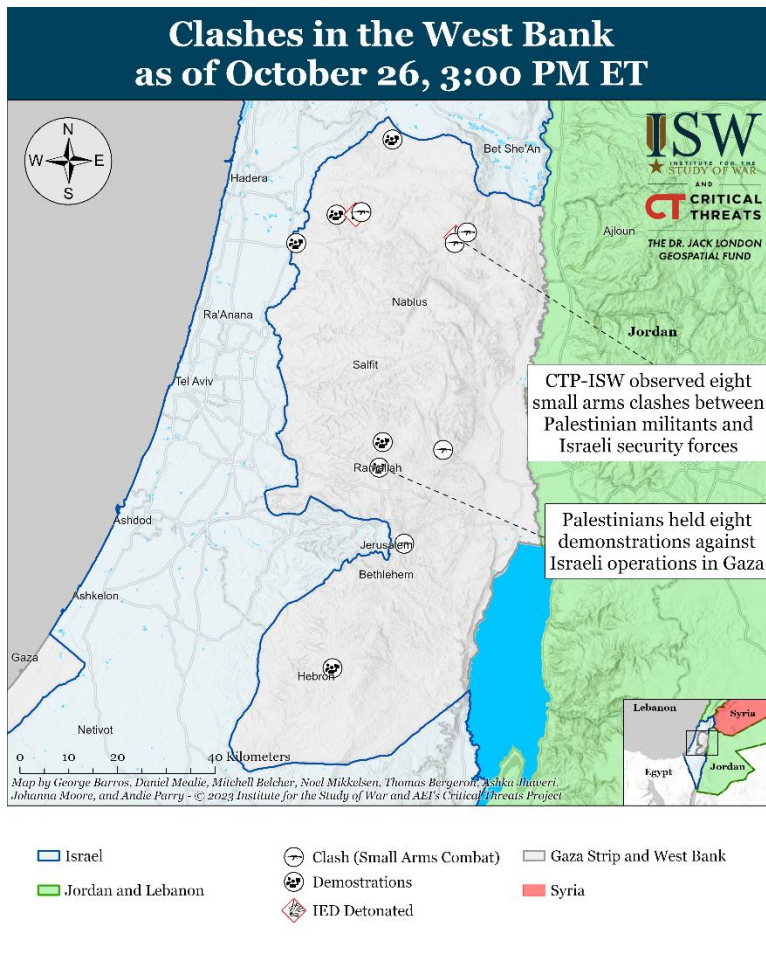 Clashes in the West Bank
as of October 26, 3:00 PM ET
N
W
E
S
ISW
INSTITUTE FOR THE
STUDY OF WAR
AND
CT CRITICAL
THREATS
THE DR. JACK LONDON
GEOSPATIAL FUND
Bet She'An
Hadera
Ajloun
Nablus
Ra'Anana
Jordan
Salfit
Tel Aviv
CTP-ISW observed eight
small arms clashes between
Palestinian militants and
Israeli security forces
Ramallah
Palestinians held eight
demonstrations against
Israeli operations in Gaza
Ashdod
Jerusalem
Bethlehem
Ashkelon
Gaza
Hebron
Netivot
0 10 20 40 Kilometers
Lebanon
Syria
Egypt
Jordan
Map by George Barros, Daniel Mealie, Mitchell Belcher, Noel Mikkelsen, Thomas Bergeron, Ashka Jhaveri,
Johanna Moore, and Andie Parry - © 2023 Institute for the Study of War and AEI's Critical Threats Project
Israel
Jordan and Lebanon
Clash (Small Arms Combat)
Demostrations
IED Detonated
Gaza Strip and West Bank
Syria